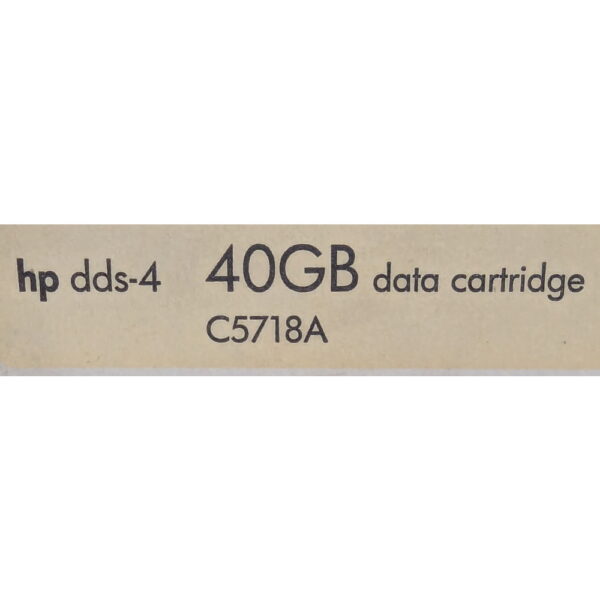 hp dds-4 40GB data cartridge
C5718A